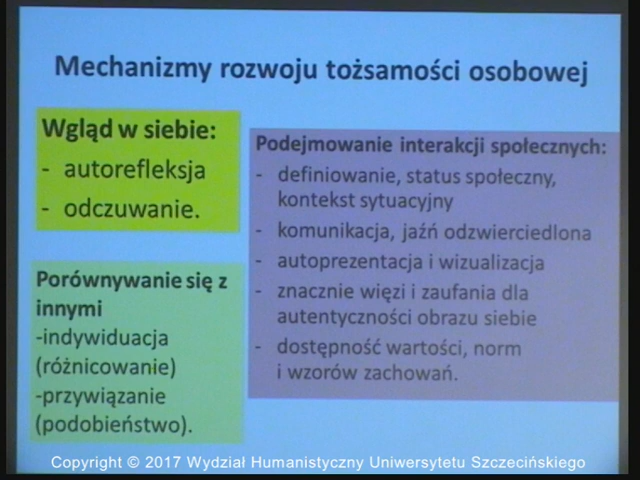 Mechanizmy rozwoju tożsamości osobowej
Wgląd w siebie:
- autorefleksja
- odczuwanie.
Porównywanie się z
innymi
-indywiduacja
(różnicowanie)
-przywiązanie
(podobieństwo).
Podejmowanie interakcji społecznych:
- definiowanie, status społeczny,
kontekst sytuacyjny
- komunikacja, jaźń odzwierciedlona
- autoprezentacja i wizualizacja
- znacznie więzi i zaufania dla
autentyczności obrazu siebie
- dostępność wartości, norm
i wzorów zachowań.
Copyright © 2017 Wydział Humanistyczny Uniwersytetu Szczecińskiego